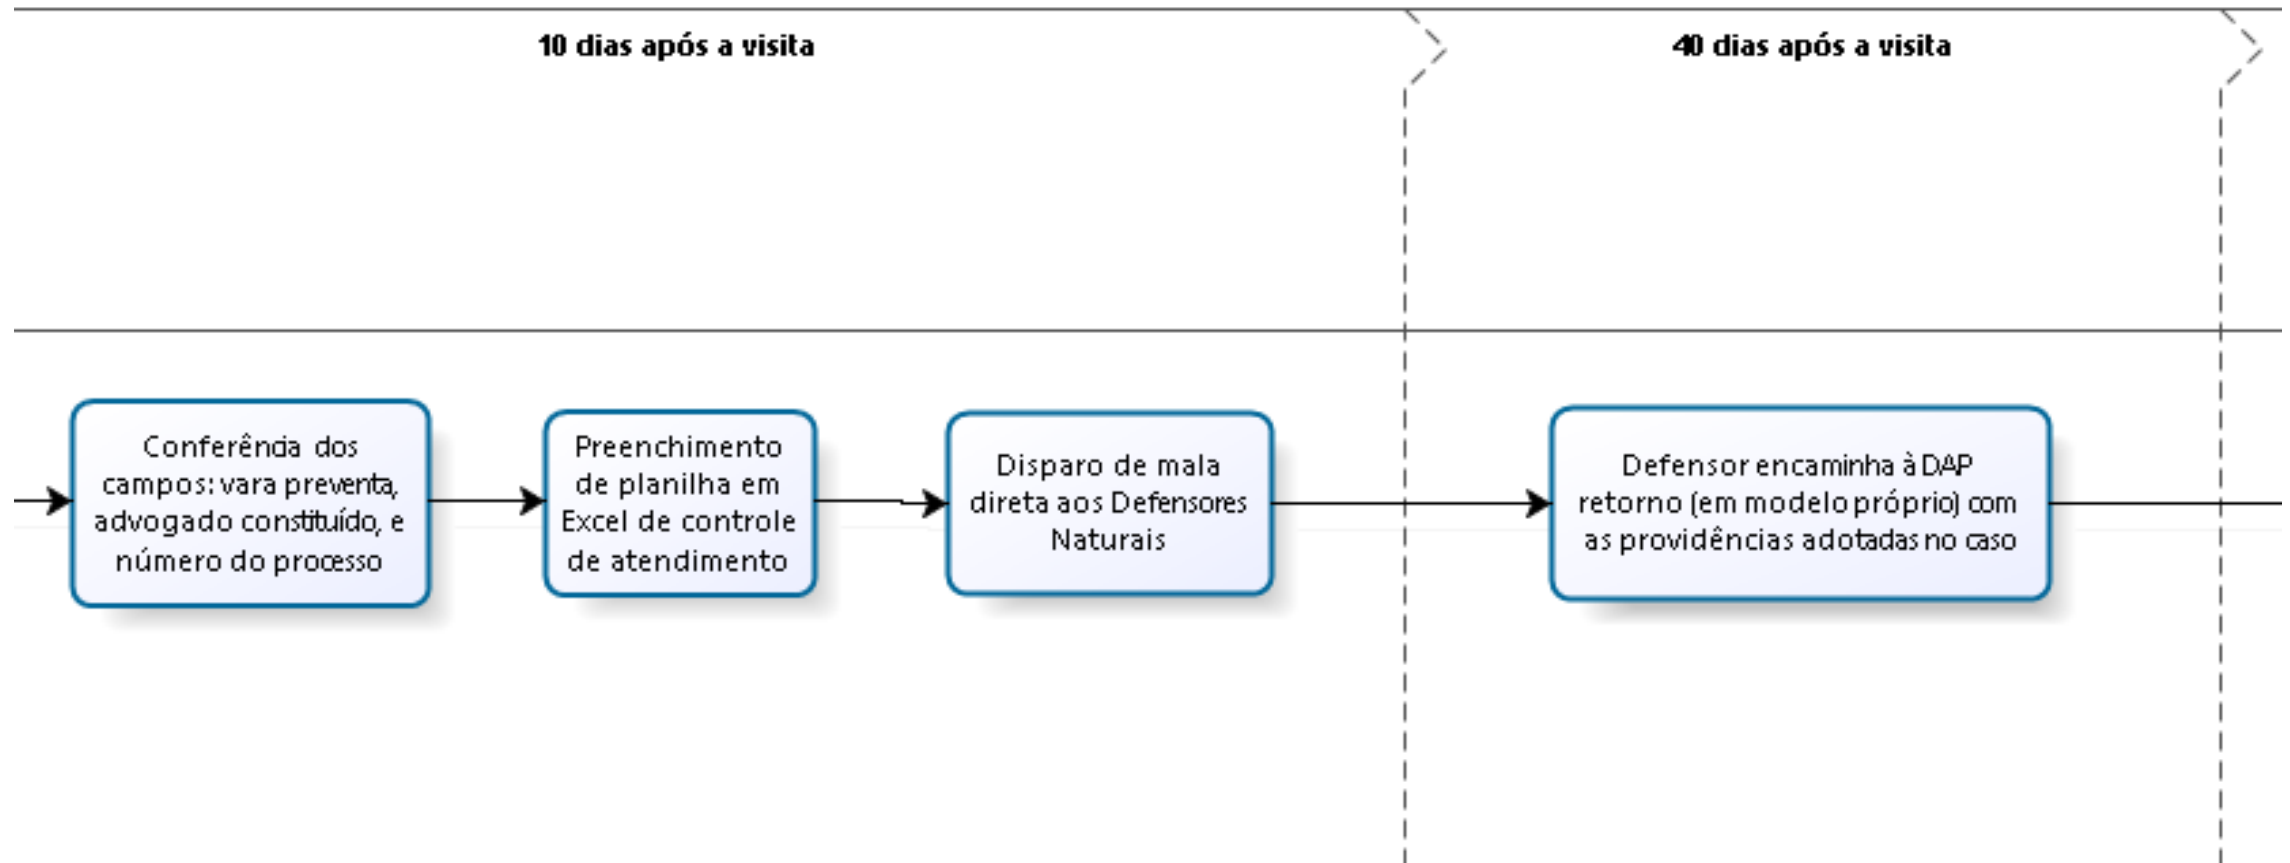 10 dias após a visita
40 dias após a visita
Conferência dos
campos: vara preventa,
advogado constituído, e
número do processo
Preenchimento
de planilha em
Excel de controle
de atendimento
Disparo de mala
direta aos Defensores
Naturais
Defensor encaminha à DAP
retorno (em modelo próprio) com
as providências adotadas no caso